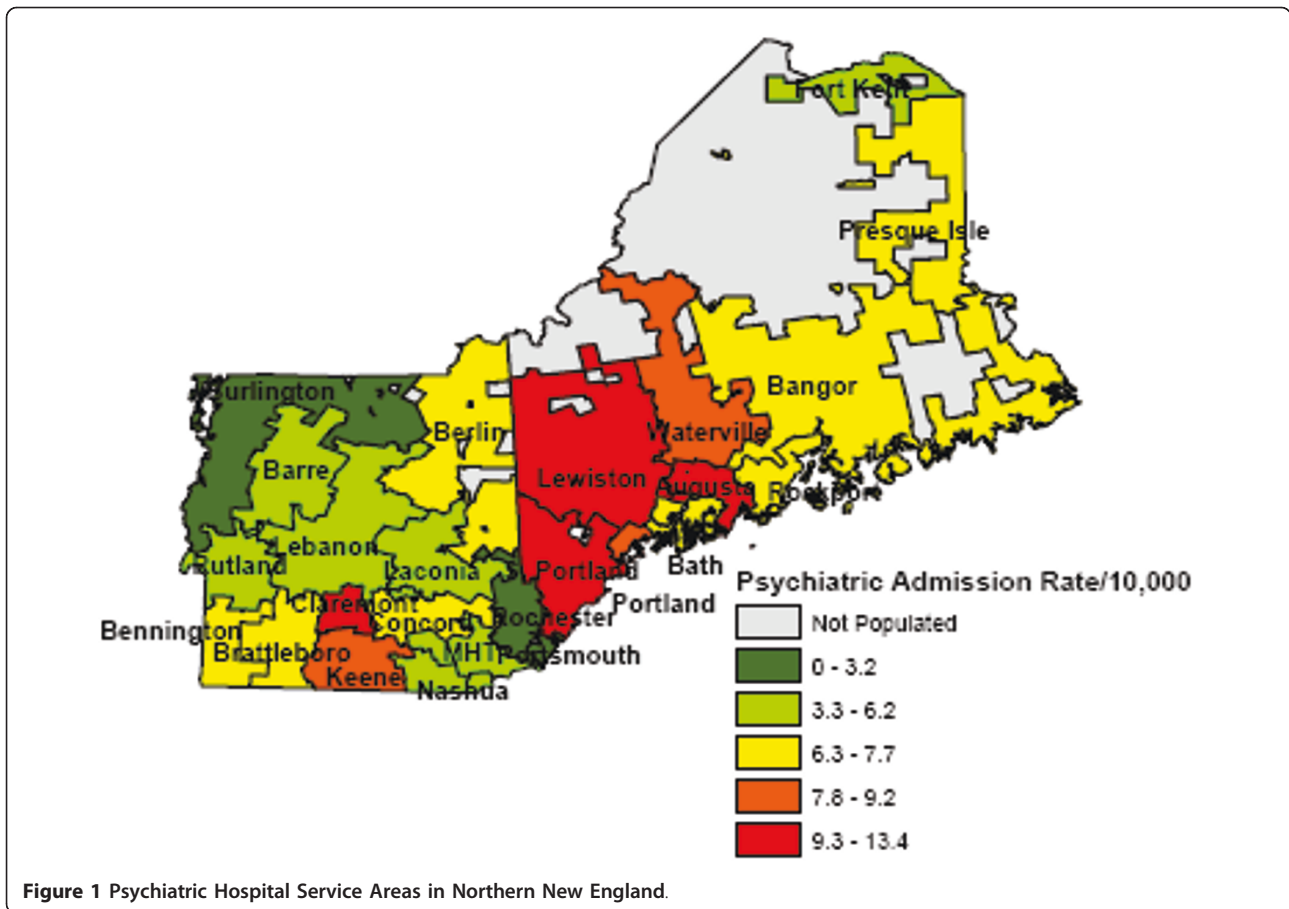 Fort Kent
Presque Isle
Bangor
Burlington
Berlin
Waterville
Barre
Lewiston
Augusta
Rockport
Lebanon
Rutland
Laconia
S. Portland
Bath
Portland
Claremont
Concord
Rochester
Bennington
Brattleboro
MHT
Portsmouth
Keene
Nashua
Psychiatric Admission Rate/10,000
Not Populated
0 - 3.2
3.3 - 6.2
6.3 - 7.7
7.8 - 9.2
9.3 - 13.4
Figure 1 Psychiatric Hospital Service Areas in Northern New England.